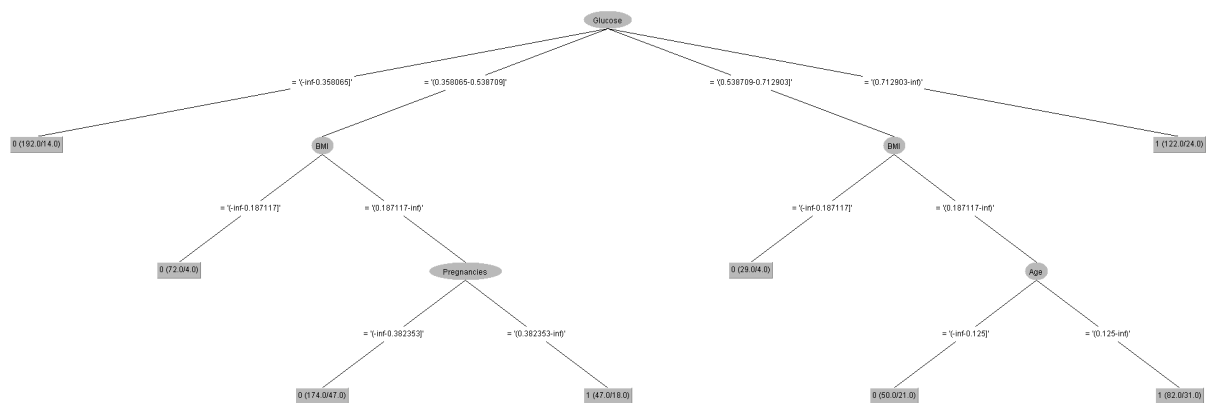 Glucose
= '(-inf-0.358065]'
= '(0.358065-0.538709]'
= '(0.538709-0.712903]'
= '(0.712903-inf)'
0 (192.0/14.0)
BMI
BMI
1 (122.0/24.0)
= '(-inf-0.187117]'
= '(0.187117-inf)'
= '(-inf-0.187117]'
= '(0.187117-inf)'
0 (72.0/4.0)
Pregnancies
0 (29.0/4.0)
Age
= '(-inf-0.382353]'
= '(0.382353-inf)'
= '(-inf-0.125]'
= '(0.125-inf)'
0 (174.0/47.0)
1 (47.0/18.0)
0 (50.0/21.0)
1 (82.0/31.0)